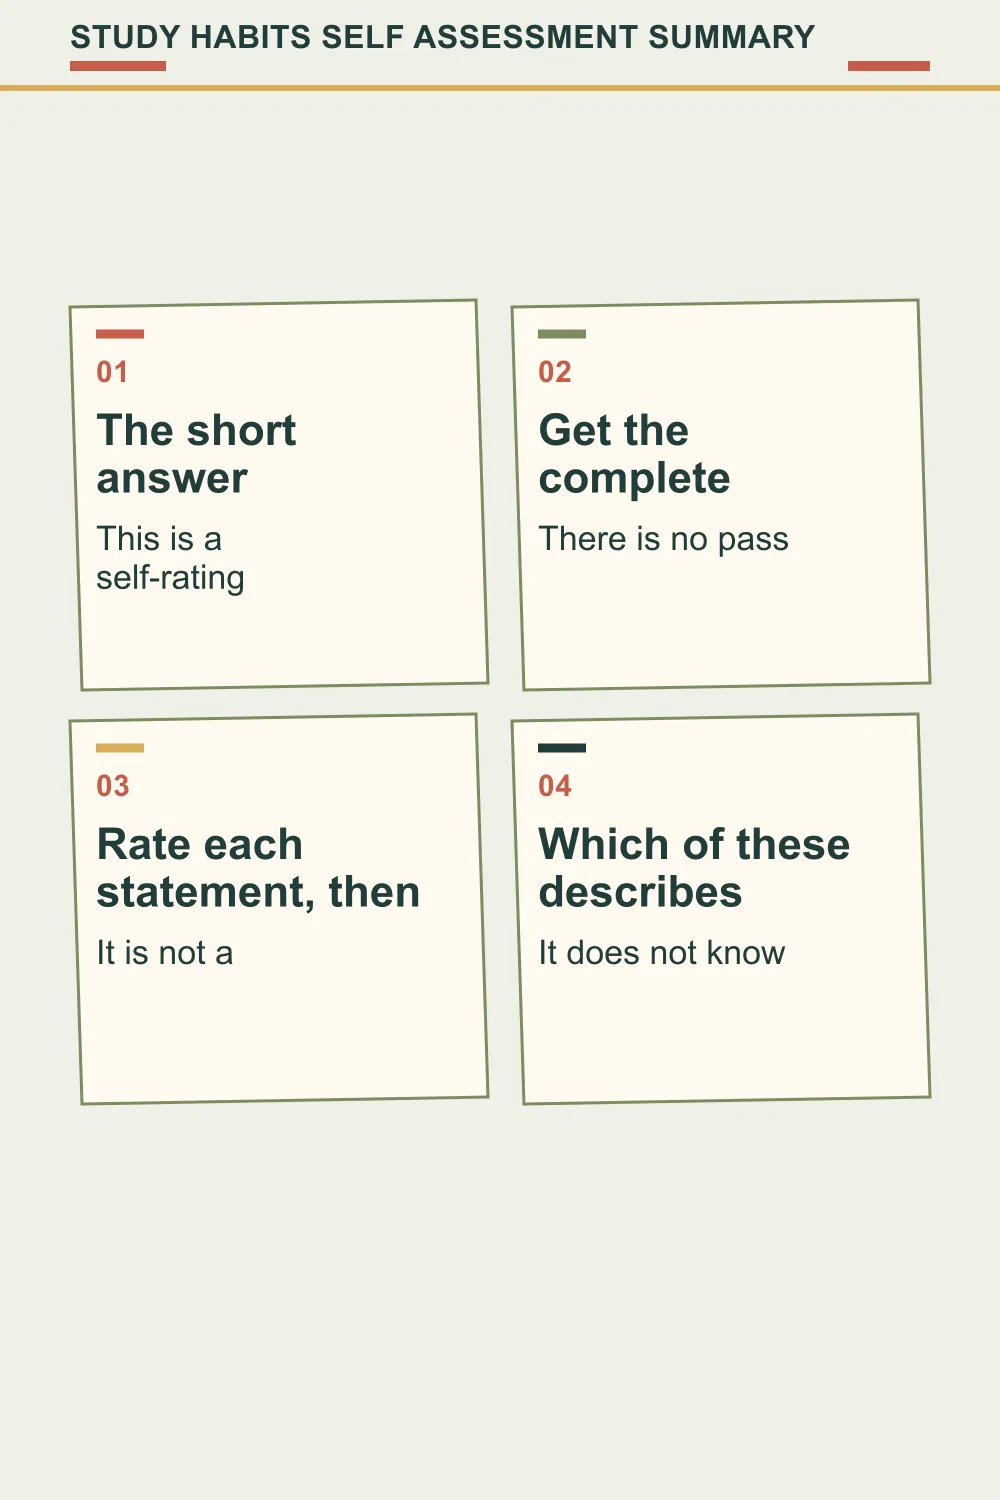 STUDY HABITS SELF ASSESSMENT SUMMARY
01
The short
answer
This is a
self-rating
02
Get the
complete
There is no pass
03
Rate each
statement, then
It is not a
04
Which of these
describes
It does not know